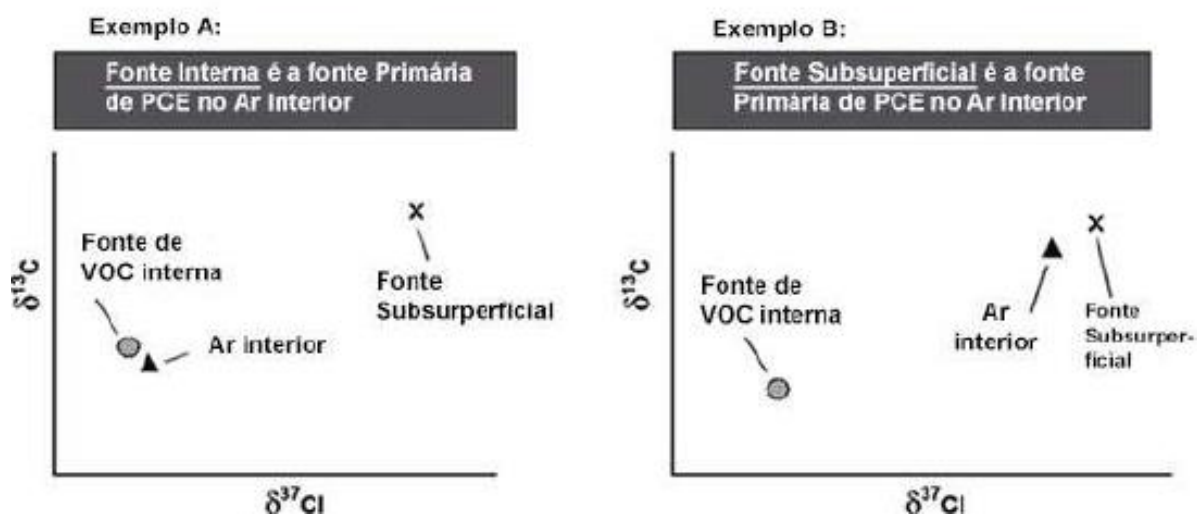 Exemplo A:
Fonte Interna é a fonte Primária
de PCE no Ar Interior
δ¹³C
Fonte de
VOC interna
Ar interior
x
Fonte
Subsurperficial
δ³⁷Cl
Exemplo B:
Fonte Subsuperficial é a fonte
Primária de PCE no Ar Interior
δ¹³C
Fonte de
VOC interna
Ar
interior
x
Fonte
Subsurper-
ficial
δ³⁷Cl